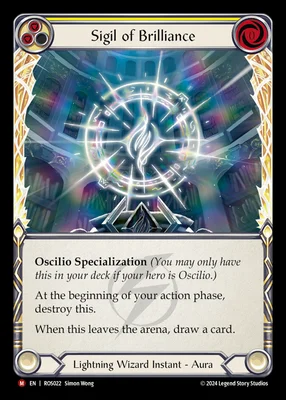 Sigil of Brilliance
Oscilio Specialization (You may only have
this in your deck if your hero is Oscilio.)
At the beginning of your action phase,
destroy this.
When this leaves the arena, draw a card.
Lightning Wizard Instant - Aura
M EN | ROS022 Simon Wong
© 2024 Legend Story Studios